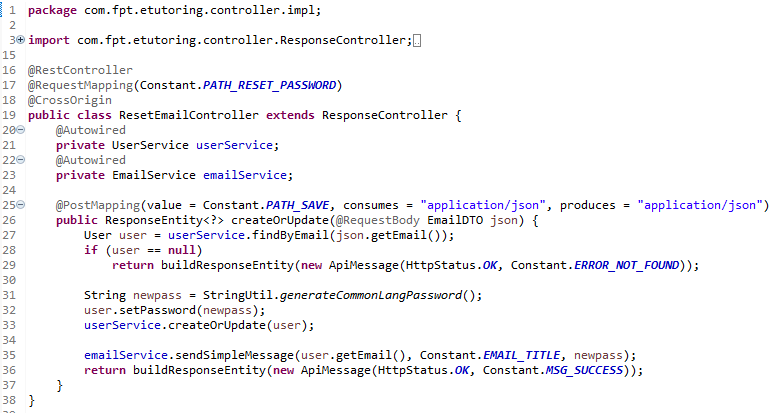 1 package com.fpt.etutoring.controller.impl;
2
3 import com.fpt.etutoring.controller.ResponseController;
15
16 @RestController
17 @RequestMapping(Constant.PATH_RESET_PASSWORD)
18 @CrossOrigin
19 public class ResetEmailController extends ResponseController {
20 @Autowired
21 private UserService userService;
22 @Autowired
23 private EmailService emailService;
24
25 @PostMapping(value = Constant.PATH_SAVE, consumes = "application/json", produces = "application/json")
26 public ResponseEntity<?> createOrUpdate(@RequestBody EmailDTO json) {
27 User user = userService.findByEmail(json.getEmail());
28 if (user == null)
29 return buildResponseEntity(new ApiMessage(HttpStatus.OK, Constant.ERROR_NOT_FOUND));
30
31 String newpass = StringUtil.generateCommonLangPassword();
32 user.setPassword(newpass);
33 userService.createOrUpdate(user);
34
35 emailService.sendSimpleMessage(user.getEmail(), Constant.EMAIL_TITLE, newpass);
36 return buildResponseEntity(new ApiMessage(HttpStatus.OK, Constant.MSG_SUCCESS));
37 }
38 }